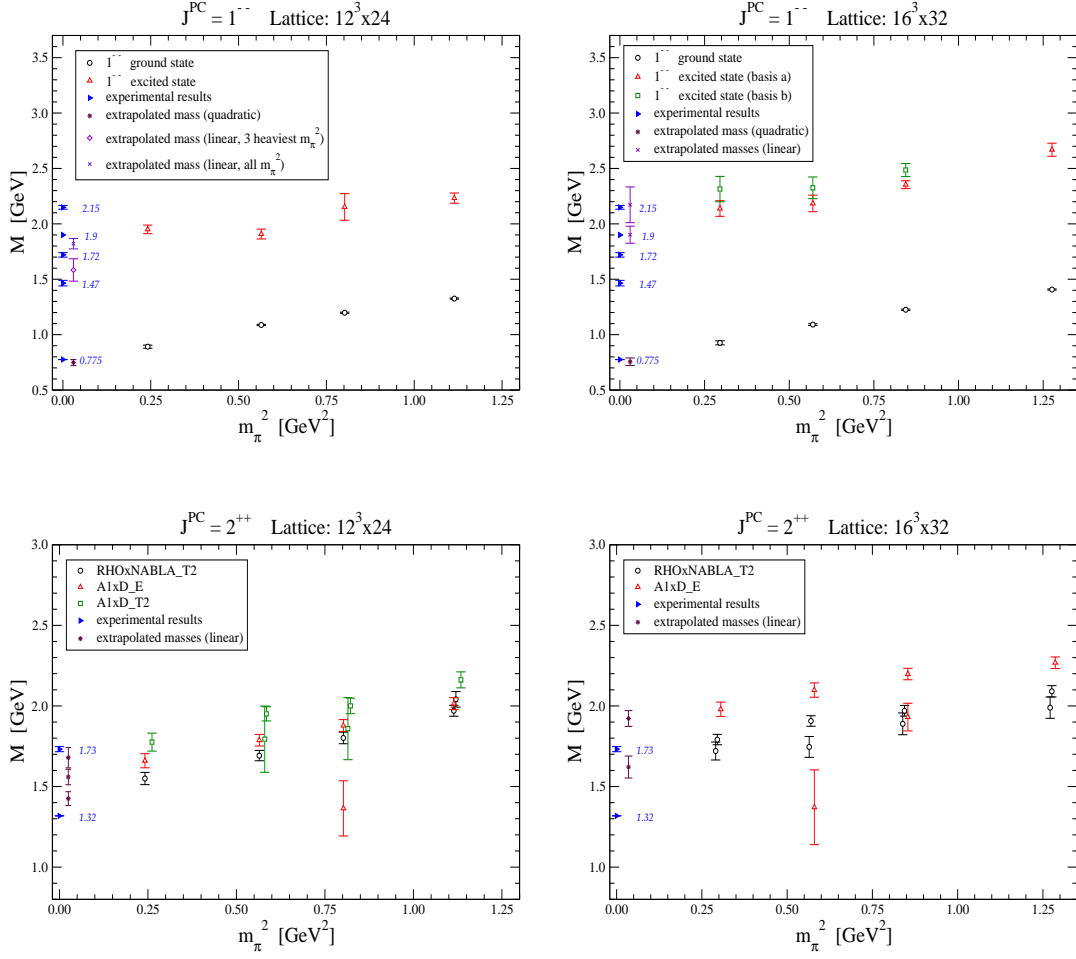 J^PC = 1^-- Lattice: 12^3x24
1^-- ground state
1^-- excited state
experimental results
extrapolated mass (quadratic)
extrapolated mass (linear, 3 heaviest m_π^2)
extrapolated mass (linear, all m_π^2)
M [GeV]
3.5
3.0
2.5
2.0
1.5
1.0
0.5
2.15
1.9
1.72
1.47
0.775
0.00 0.25 0.50 0.75 1.00 1.25
m_π^2 [GeV^2]
J^PC = 1^-- Lattice: 16^3x32
1^-- ground state
1^-- excited state (basis a)
1^-- excited state (basis b)
experimental results
extrapolated mass (quadratic)
extrapolated masses (linear)
M [GeV]
3.5
3.0
2.5
2.0
1.5
1.0
0.5
2.15
1.9
1.72
1.47
0.775
0.00 0.25 0.50 0.75 1.00 1.25
m_π^2 [GeV^2]
J^PC = 2^++ Lattice: 12^3x24
RHOxNABLA_T2
A1xD_E
A1xD_T2
experimental results
extrapolated masses (linear)
M [GeV]
3.0
2.5
2.0
1.5
1.0
1.73
1.32
0.00 0.25 0.50 0.75 1.00 1.25
m_π^2 [GeV^2]
J^PC = 2^++ Lattice: 16^3x32
RHOxNABLA_T2
A1xD_E
experimental results
extrapolated masses (linear)
M [GeV]
3.0
2.5
2.0
1.5
1.0
1.73
1.32
0.00 0.25 0.50 0.75 1.00 1.25
m_π^2 [GeV^2]